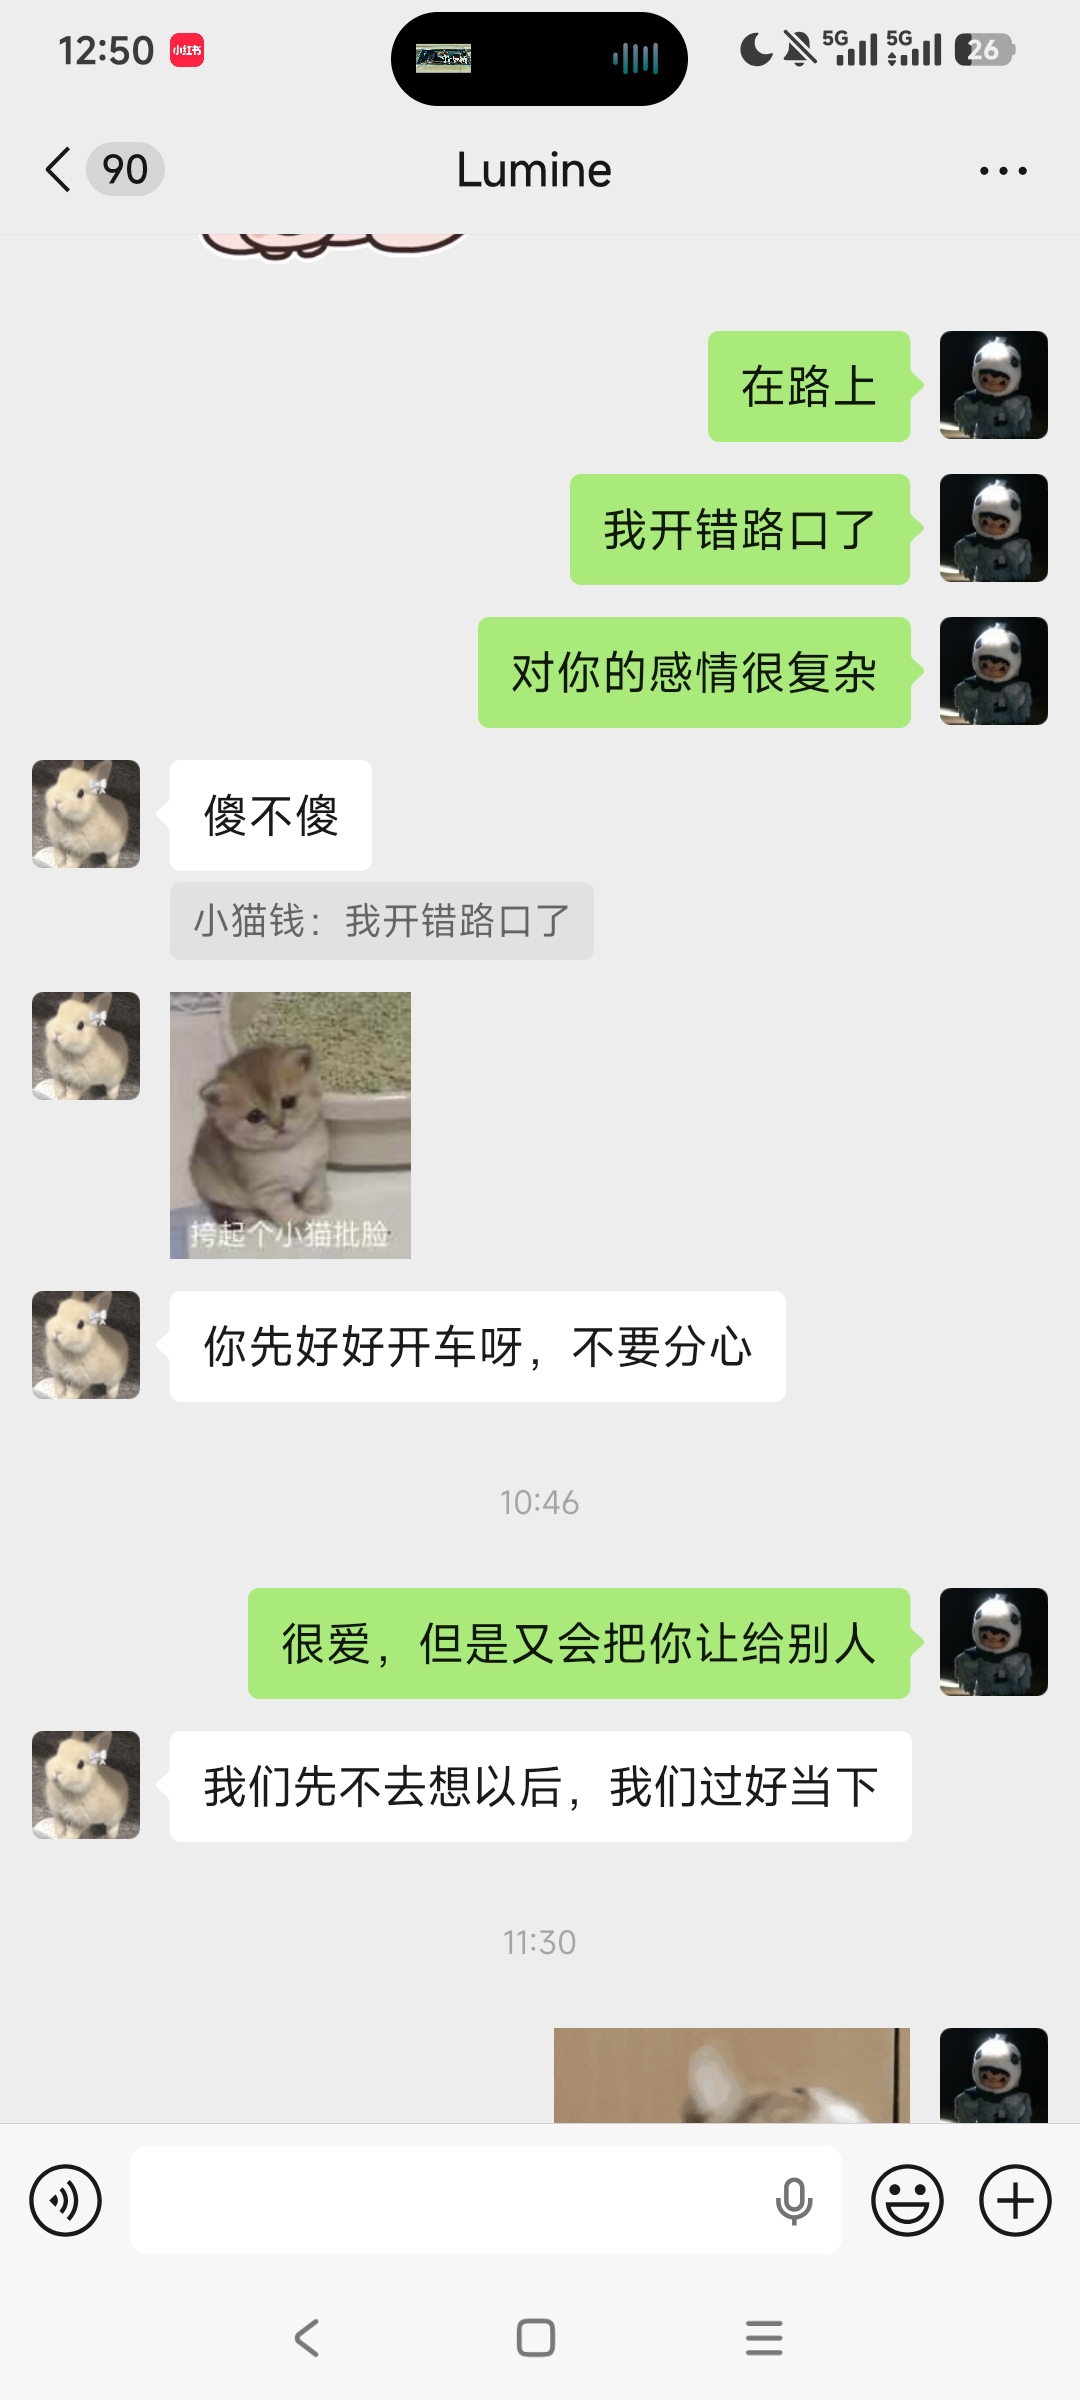 12:50
小红书
5G
5G
26
90
Lumine
在路上
我开错路口了
对你的感情很复杂
傻不傻
小猫钱：我开错路口了
挎起个小猫批脸
你先好好开车呀，不要分心
10:46
很爱，但是又会把你让给别人
我们先不去想以后，我们过好当下
11:30